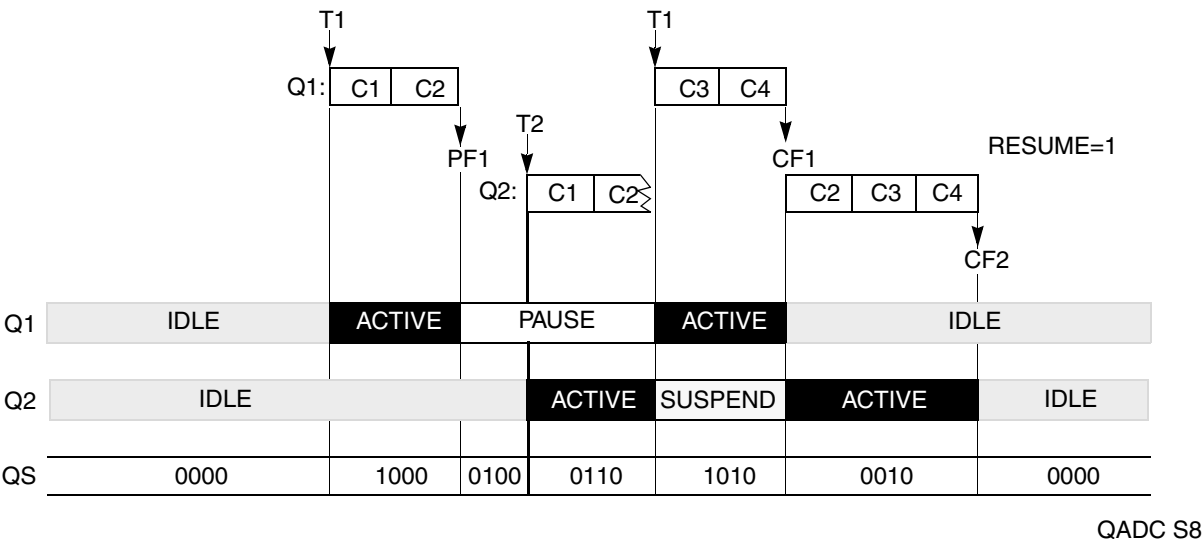 T1 T1
Q1: C1 C2 C3 C4
T2
PF1 CF1 RESUME=1
Q2: C1 C2 C2 C3 C4
CF2
Q1 IDLE ACTIVE PAUSE ACTIVE IDLE
Q2 IDLE ACTIVE SUSPEND ACTIVE IDLE
QS 0000 1000 0100 0110 1010 0010 0000
QADC S8